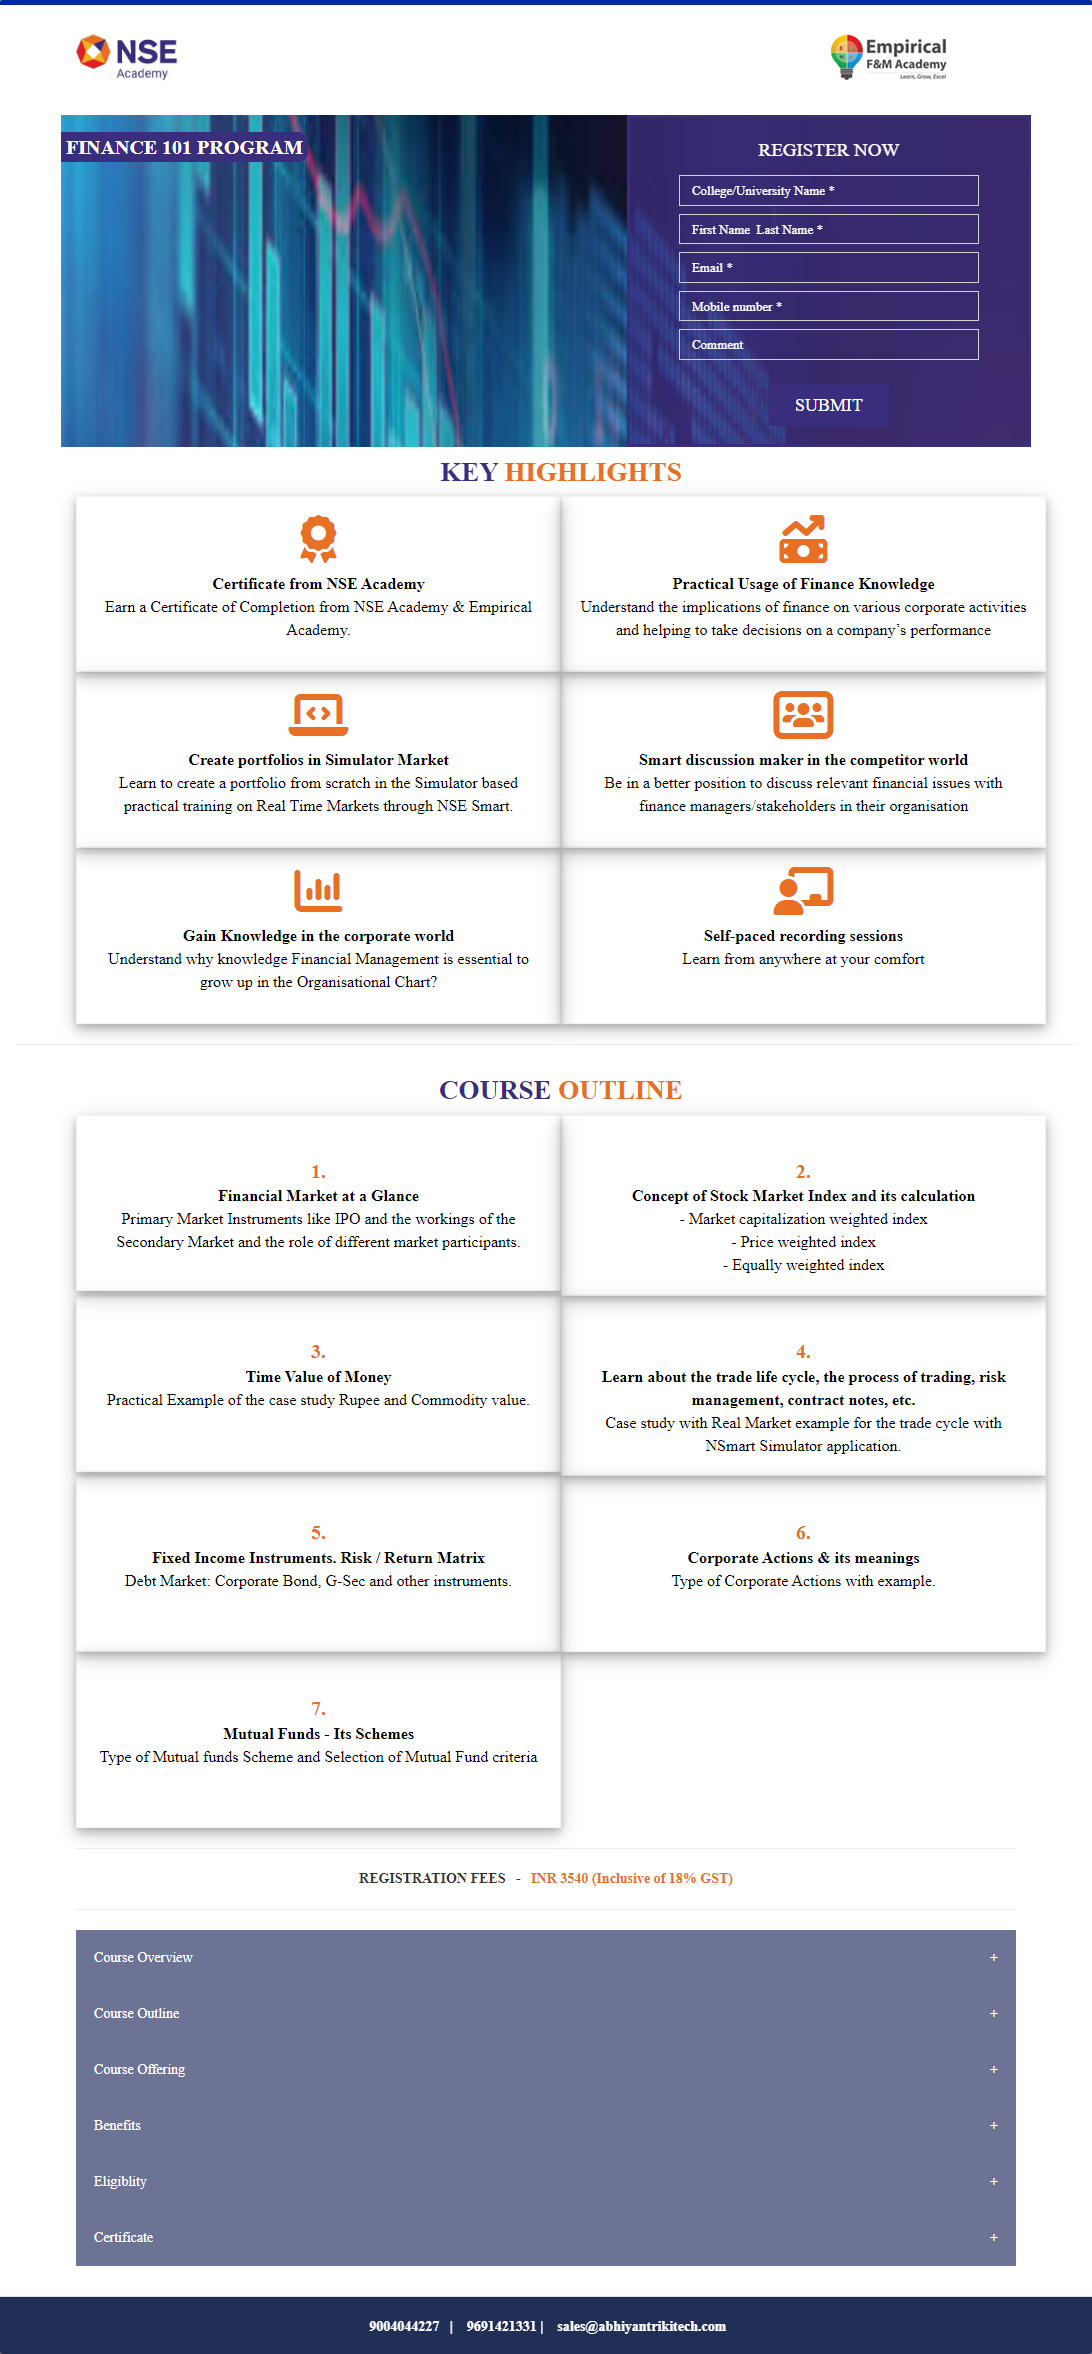 NSE
Academy
Empirical
F&M Academy
Learn, Grow, Excel
FINANCE 101 PROGRAM
REGISTER NOW
College/University Name *
First Name  Last Name *
Email *
Mobile number *
Comment
SUBMIT
KEY HIGHLIGHTS
Certificate from NSE Academy
Earn a Certificate of Completion from NSE Academy & Empirical
Academy.
Practical Usage of Finance Knowledge
Understand the implications of finance on various corporate activities
and helping to take decisions on a company's performance
Create portfolios in Simulator Market
Learn to create a portfolio from scratch in the Simulator based
practical training on Real Time Markets through NSE Smart.
Smart discussion maker in the competitor world
Be in a better position to discuss relevant financial issues with
finance managers/stakeholders in their organisation
Gain Knowledge in the corporate world
Understand why knowledge Financial Management is essential to
grow up in the Organisational Chart?
Self-paced recording sessions
Learn from anywhere at your comfort
COURSE OUTLINE
1.
Financial Market at a Glance
Primary Market Instruments like IPO and the workings of the
Secondary Market and the role of different market participants.
2.
Concept of Stock Market Index and its calculation
- Market capitalization weighted index
- Price weighted index
- Equally weighted index
3.
Time Value of Money
Practical Example of the case study Rupee and Commodity value.
4.
Learn about the trade life cycle, the process of trading, risk
management, contract notes, etc.
Case study with Real Market example for the trade cycle with
NSmart Simulator application.
5.
Fixed Income Instruments. Risk / Return Matrix
Debt Market: Corporate Bond, G-Sec and other instruments.
6.
Corporate Actions & its meanings
Type of Corporate Actions with example.
7.
Mutual Funds - Its Schemes
Type of Mutual funds Scheme and Selection of Mutual Fund criteria
REGISTRATION FEES - INR 3540 (Inclusive of 18% GST)
Course Overview +
Course Outline +
Course Offering +
Benefits +
Eligiblity +
Certificate +
9004044227 | 9691421331 | sales@abhiyantrikitech.com